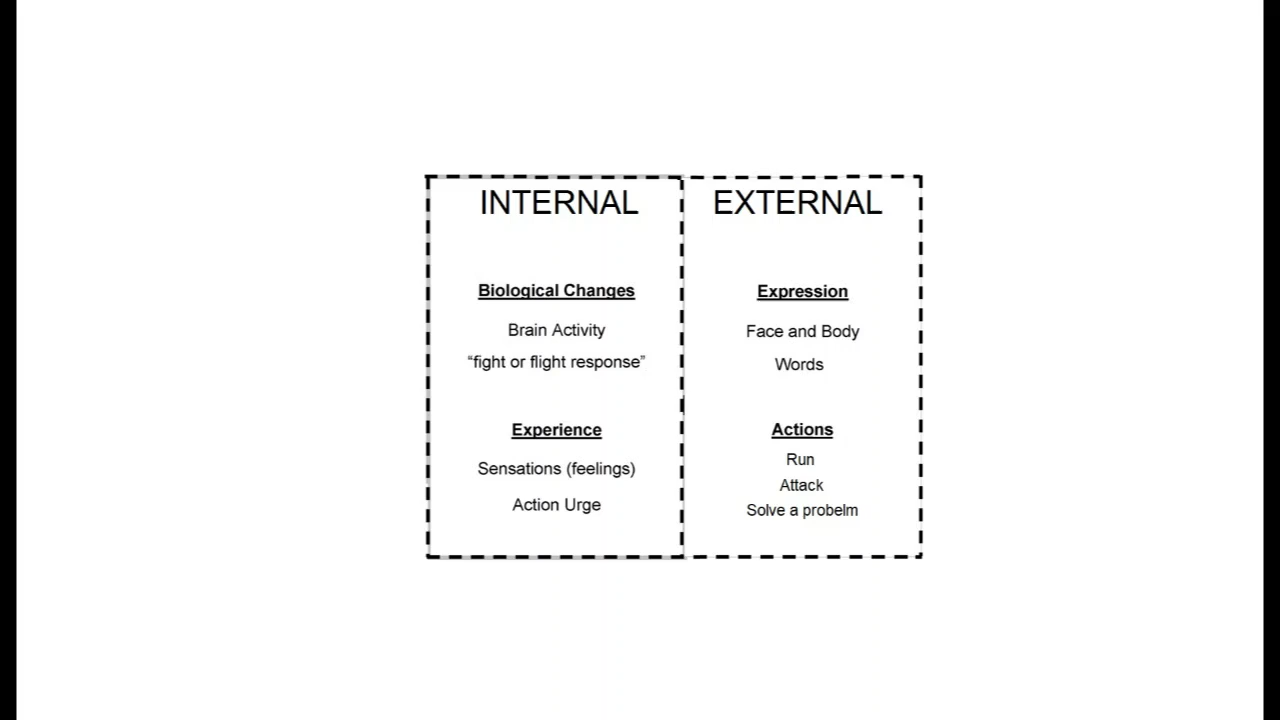 INTERNAL
Biological Changes
Brain Activity
“fight or flight response”
Experience
Sensations (feelings)
Action Urge
EXTERNAL
Expression
Face and Body
Words
Actions
Run
Attack
Solve a probelm